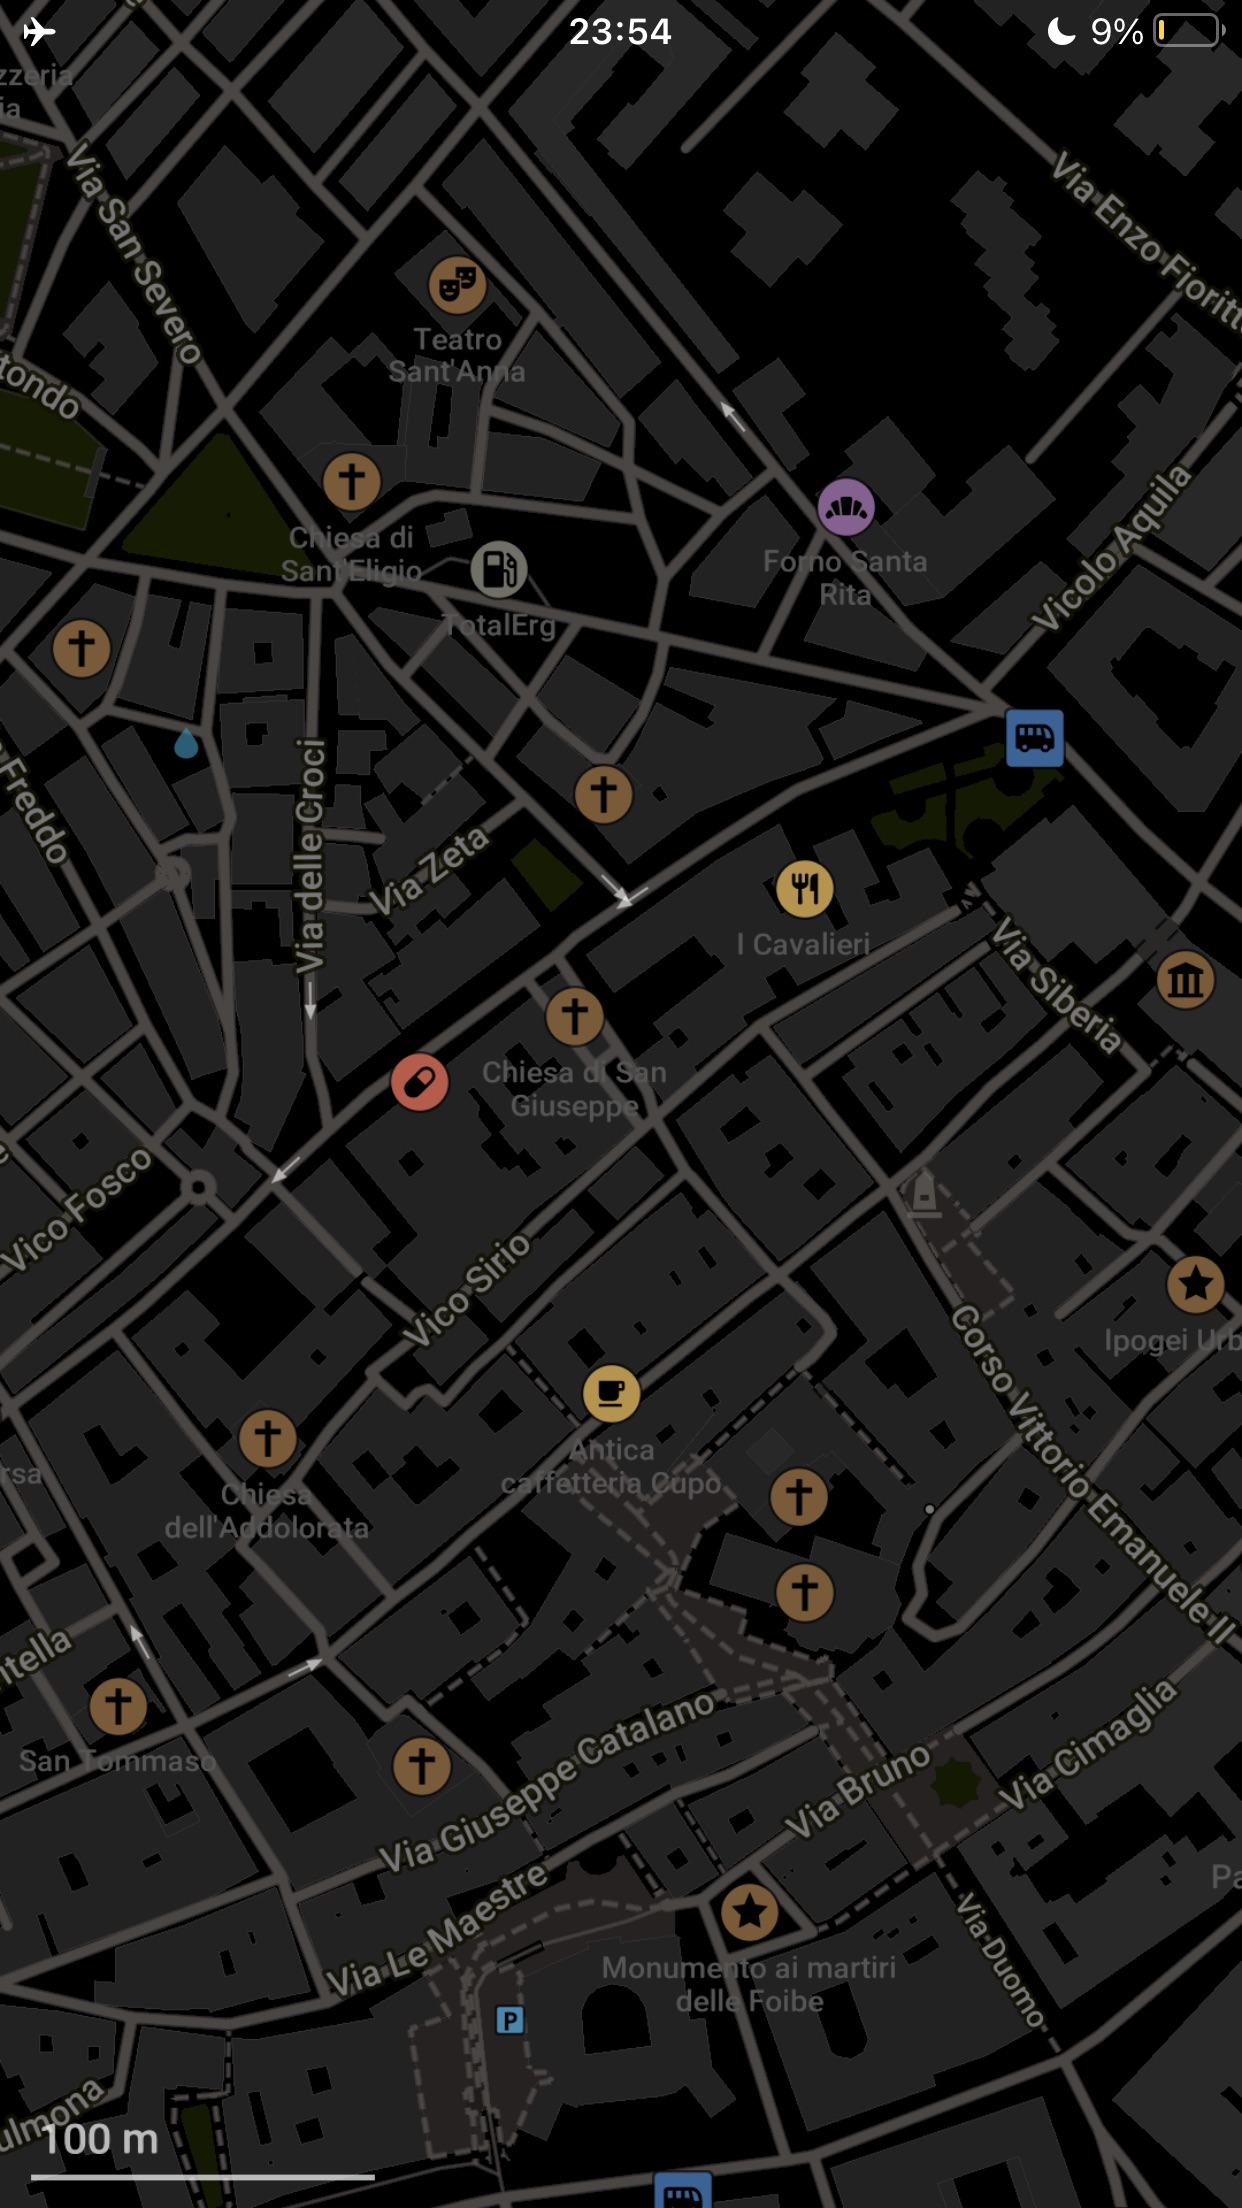 23:54
9%
Via San Severo
Via Enzo Fioritt
Teatro
Sant'Anna
Chiesa di
Sant'Eligio
TotalErg
Forno Santa
Rita
Vicolo Aquila
Freddo
Via delle Croci
Via Zeta
I Cavalieri
Via Siberia
Chiesa di San
Giuseppe
Vico Fosco
Vico Sirio
Ipogei Urb
Corso Vittorio Emanuele II
Antica
caffetteria Cupo
Chiesa
dell'Addolorata
San Tommaso
Via Giuseppe Catalano
Via Bruno
Via Cimaglia
Via Le Maestre
Via Duomo
Monumento ai martiri
delle Foibe
P
100 m